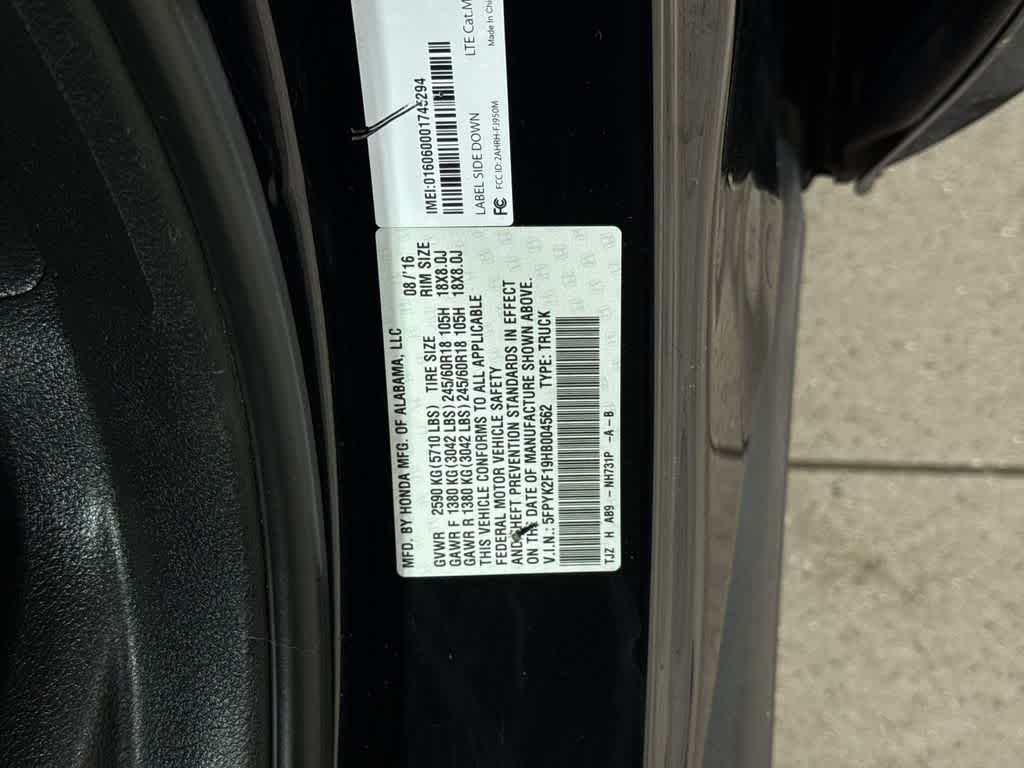 IMEI:016060001745294
LTE Cat.M
LABEL SIDE DOWN
Made In Chi
FC FCC ID: 2AHRH-FJ950M
MFD. BY HONDA MFG. OF ALABAMA, LLC 08/'16
GVWR 2590 KG(5710 LBS) TIRE SIZE RIM SIZE
GAWR F 1380 KG(3042 LBS) 245/60R18 105H 18X8.0J
GAWR R 1380 KG(3042 LBS) 245/60R18 105H 18X8.0J
THIS VEHICLE CONFORMS TO ALL APPLICABLE
FEDERAL MOTOR VEHICLE SAFETY
AND THEFT PREVENTION STANDARDS IN EFFECT
ON THE DATE OF MANUFACTURE SHOWN ABOVE.
V.I.N.: 5FPYK2F19HB004562 TYPE: TRUCK
TJZ H AB9 - NH731P - A - B